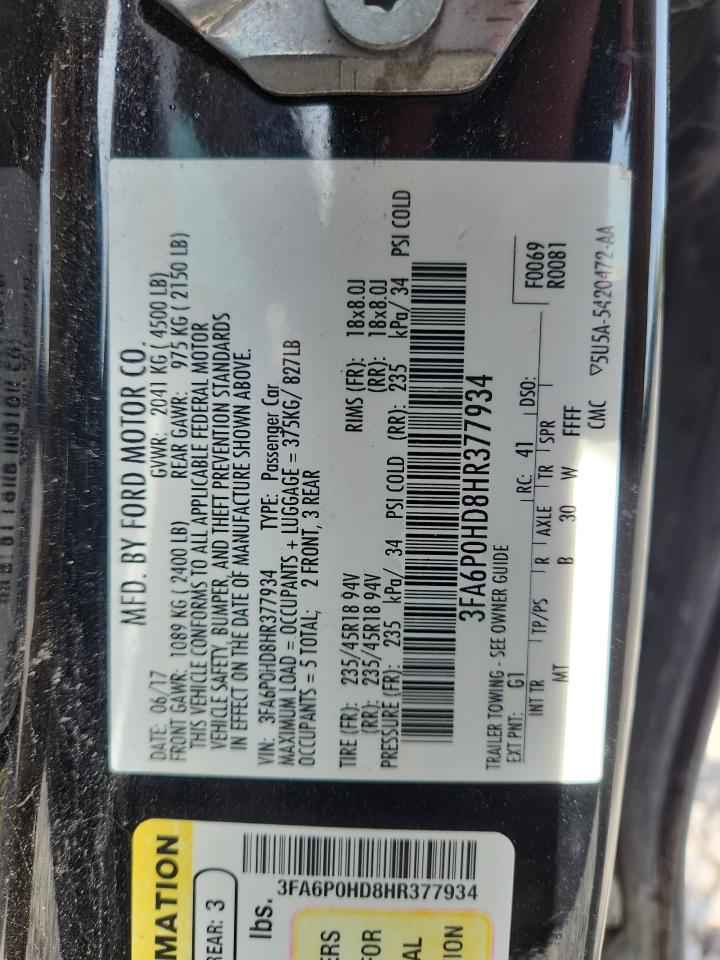 MFD. BY FORD MOTOR CO.
DATE: 06/17 GVWR: 2041 KG ( 4500 LB)
FRONT GAWR: 1089 KG ( 2400 LB) REAR GAWR: 975 KG ( 2150 LB)
THIS VEHICLE CONFORMS TO ALL APPLICABLE FEDERAL MOTOR
VEHICLE SAFETY, BUMPER, AND THEFT PREVENTION STANDARDS
IN EFFECT ON THE DATE OF MANUFACTURE SHOWN ABOVE.
VIN: 3FA6P0HD8HR377934 TYPE: Passenger Car
MAXIMUM LOAD = OCCUPANTS + LUGGAGE = 375KG/ 827LB
OCCUPANTS = 5 TOTAL; 2 FRONT, 3 REAR
TIRE (FR): 235/45R18 94V RIMS (FR): 18x8.0J
(RR): 235/45R18 94V (RR): 18x8.0J
PRESSURE (FR): 235 kPa/ 34 PSI COLD (RR): 235 kPa/ 34 PSI COLD
3FA6P0HD8HR377934
TRAILER TOWING - SEE OWNER GUIDE F0069
EXT PNT: G1 RC: 41 DSO: R0081
INT TR TP/PS R AXLE TR SPR
MT B 30 W FFFF
CMC ▽5U5A-5420472-AA
MATION
REAR: 3
lbs.
3FA6P0HD8HR377934
ERS
FOR
AL
ION